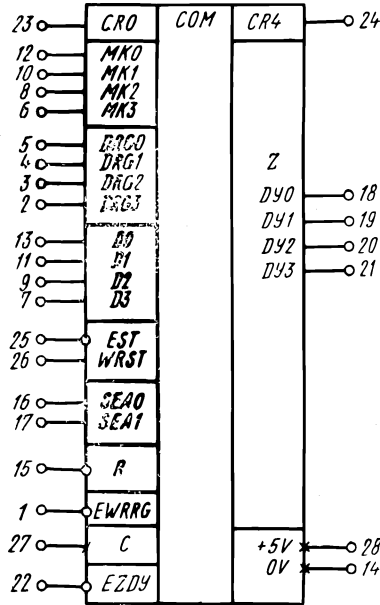 23 CR0 COM CR4 24
12 MK0
10 MK1
8 MK2
6 MK3
5 DRG0
4 DRG1
3 DRG2
2 DRG3
Z
DY0 18
DY1 19
DY2 20
DY3 21
13 D0
11 D1
9 D2
7 D3
25 EST
26 WRST
16 SEA0
17 SEA1
15 R
1 EWRRG
27 C
+5V 28
0V 14
22 EZDY